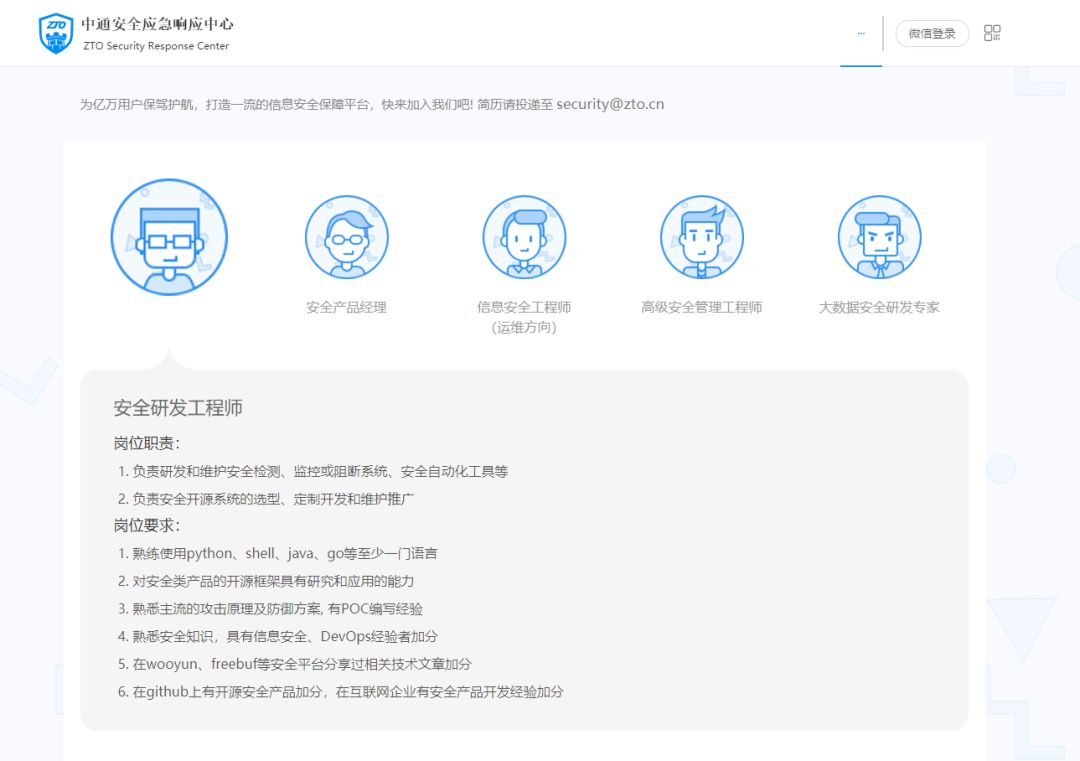 ZTO
中通安全应急响应中心
ZTO Security Response Center
...
微信登录
为亿万用户保驾护航，打造一流的信息安全保障平台，快来加入我们吧! 简历请投递至 security@zto.cn
安全产品经理
信息安全工程师
(运维方向)
高级安全管理工程师
大数据安全研发专家
安全研发工程师
岗位职责：
1. 负责研发和维护安全检测、监控或阻断系统、安全自动化工具等
2. 负责安全开源系统的选型、定制开发和维护推广
岗位要求：
1. 熟练使用python、shell、java、go等至少一门语言
2. 对安全类产品的开源框架具有研究和应用的能力
3. 熟悉主流的攻击原理及防御方案, 有POC编写经验
4. 熟悉安全知识，具有信息安全、DevOps经验者加分
5. 在wooyun、freebuf等安全平台分享过相关技术文章加分
6. 在github上有开源安全产品加分，在互联网企业有安全产品开发经验加分